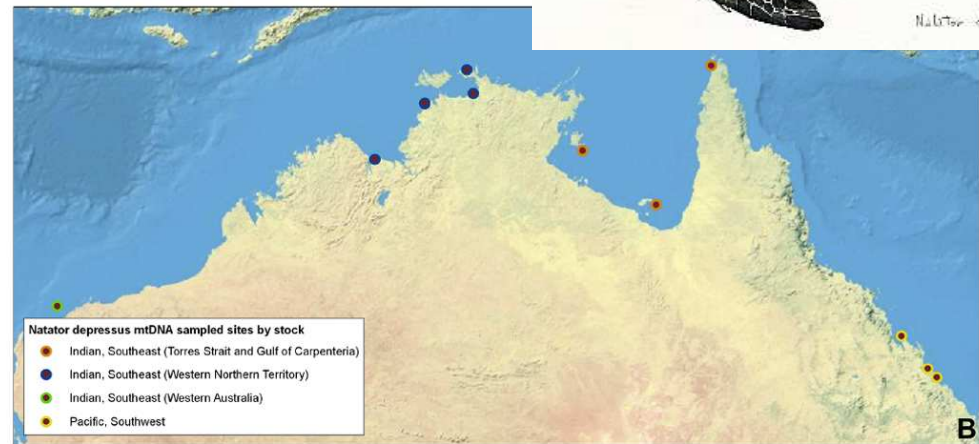 Natator
Natator depressus mtDNA sampled sites by stock
Indian, Southeast (Torres Strait and Gulf of Carpenteria)
Indian, Southeast (Western Northern Territory)
Indian, Southeast (Western Australia)
Pacific, Southwest
B